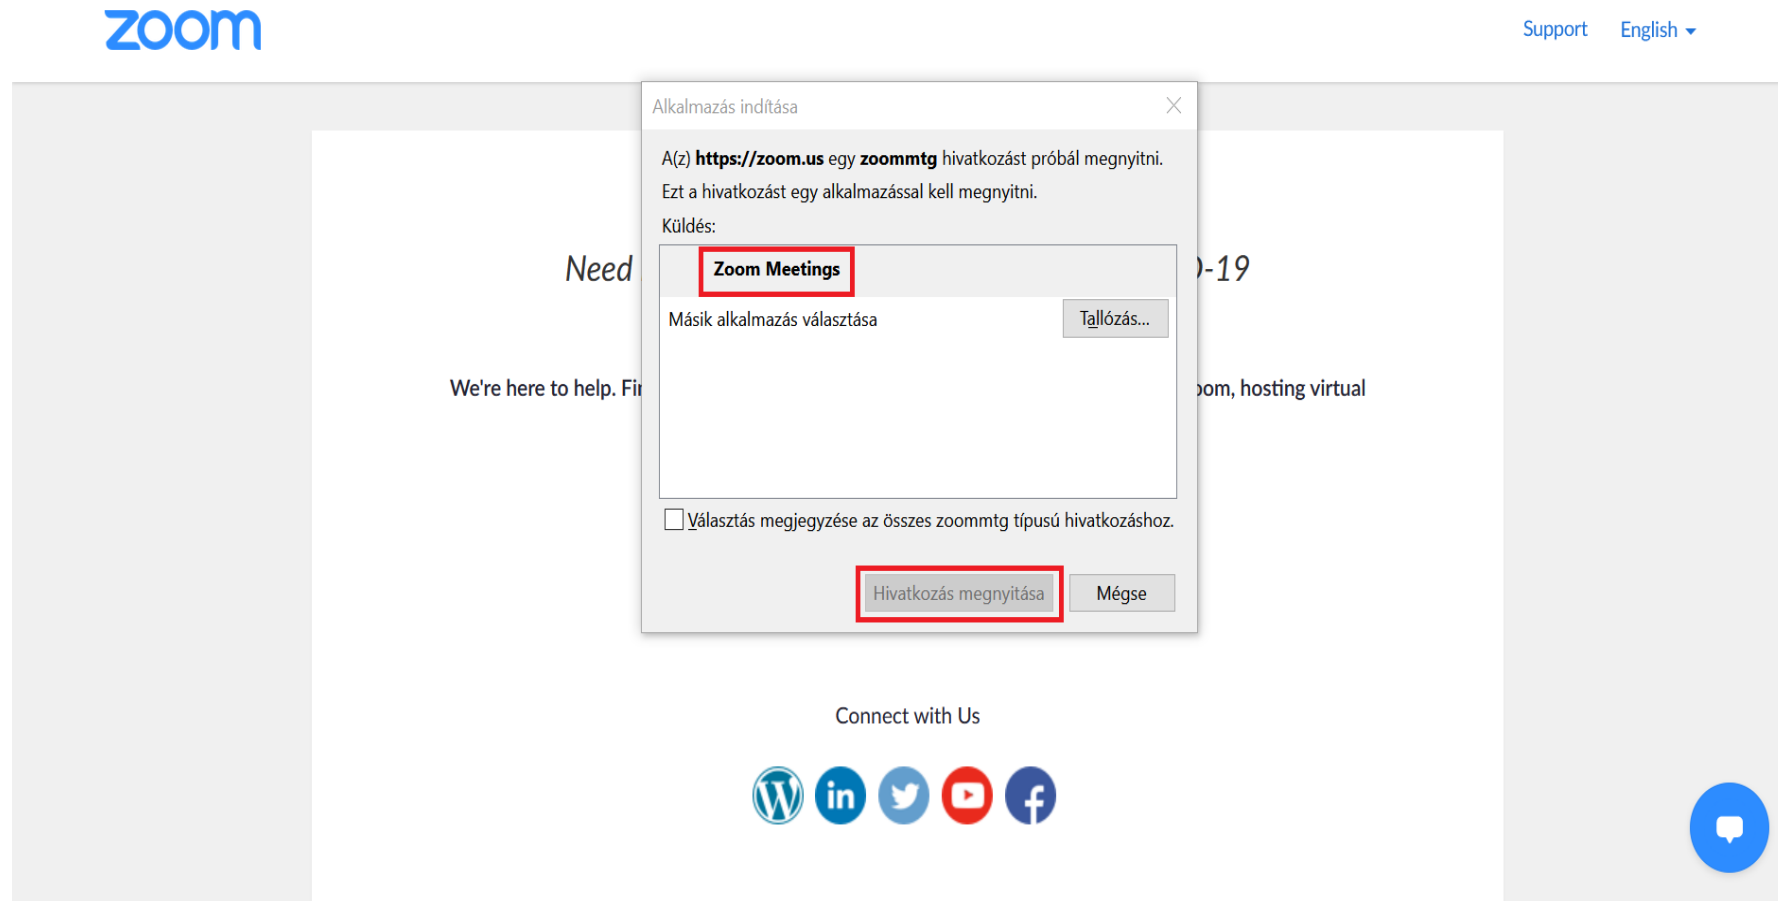 zoom
Support English
Alkalmazás indítása
A(z) https://zoom.us egy zoommtg hivatkozást próbál megnyitni.
Ezt a hivatkozást egy alkalmazással kell megnyitni.
Küldés:
Zoom Meetings
Másik alkalmazás választása Tallózás...
Választás megjegyzése az összes zoommtg típusú hivatkozáshoz.
Hivatkozás megnyitása Mégse
Need -19
We're here to help. hosting virtual
Connect with Us